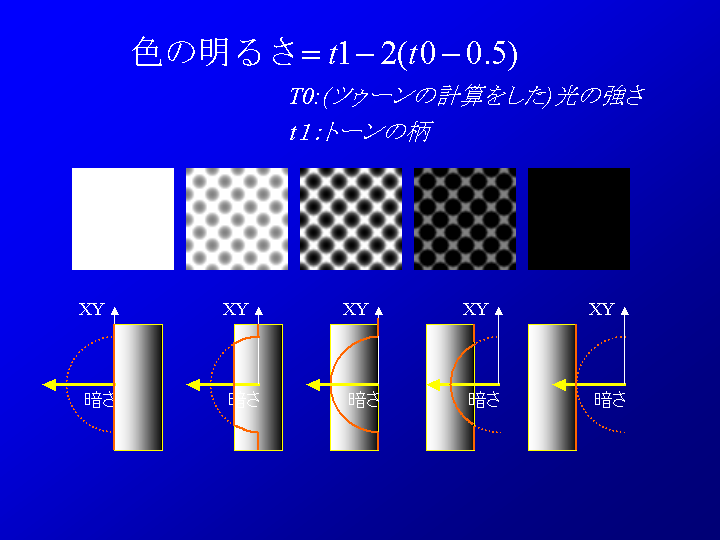 色の明るさ= t1－2(t0－0.5)
T0:(ツゥーンの計算をした)光の強さ
t１:トーンの柄
XY XY XY XY XY
暗さ 暗さ 暗さ 暗さ 暗さ